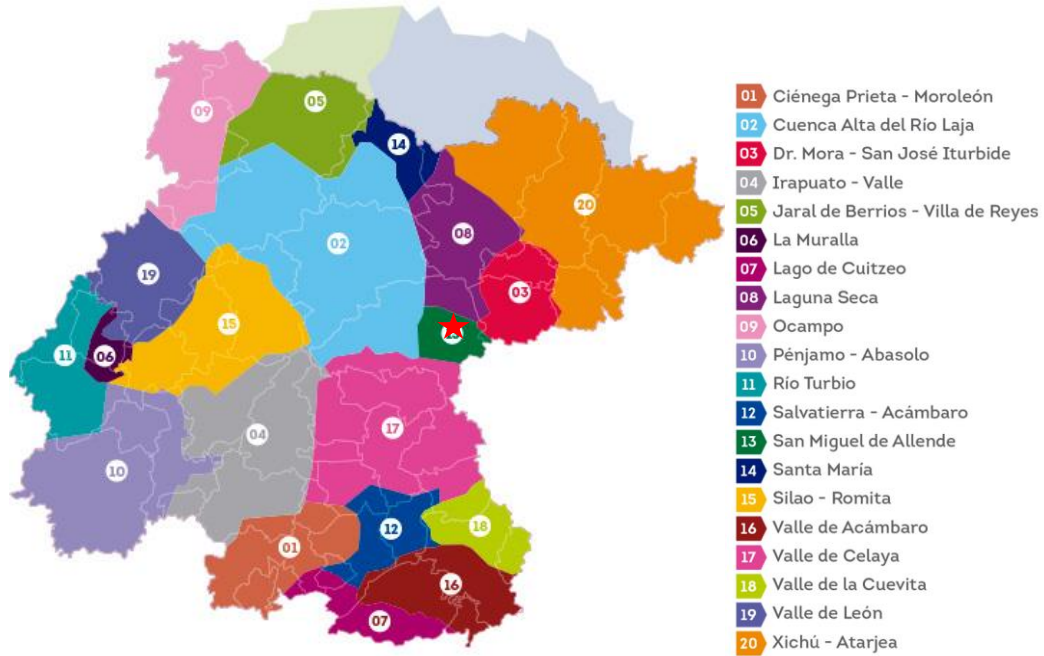 09
05
14
20
02
08
19
03
15
11
06
04
17
10
12
18
01
16
07
01 Ciénega Prieta - Moroleón
02 Cuenca Alta del Río Laja
03 Dr. Mora - San José Iturbide
04 Irapuato - Valle
05 Jaral de Berrios - Villa de Reyes
06 La Muralla
07 Lago de Cuitzeo
08 Laguna Seca
09 Ocampo
10 Pénjamo - Abasolo
11 Río Turbio
12 Salvatierra - Acámbaro
13 San Miguel de Allende
14 Santa María
15 Silao - Romita
16 Valle de Acámbaro
17 Valle de Celaya
18 Valle de la Cuevita
19 Valle de León
20 Xichú - Atarjea